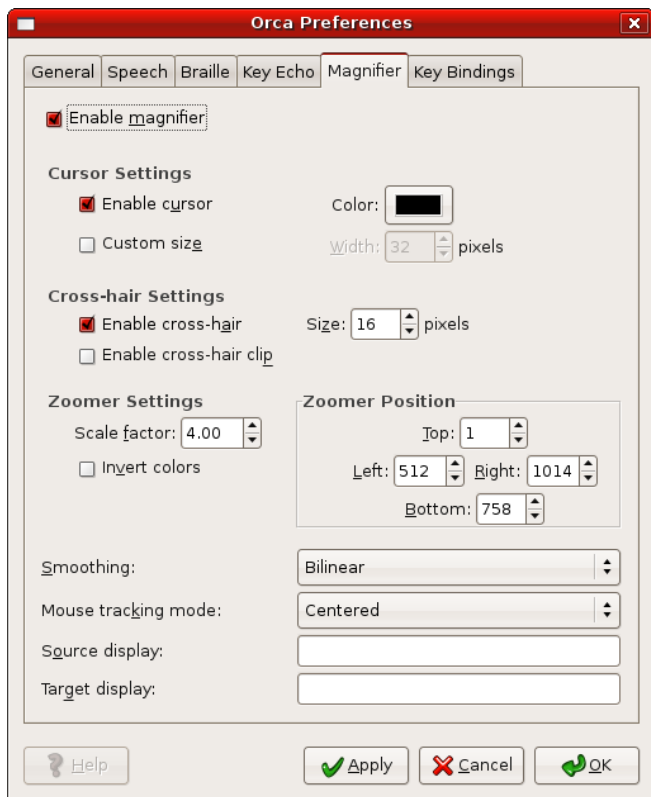 Orca Preferences
General Speech Braille Key Echo Magnifier Key Bindings
Enable magnifier
Cursor Settings
Enable cursor Color:
Custom size Width: 32 pixels
Cross-hair Settings
Enable cross-hair Size: 16 pixels
Enable cross-hair clip
Zoomer Settings Zoomer Position
Scale factor: 4.00 Top: 1
Invert colors Left: 512 Right: 1014
Bottom: 758
Smoothing: Bilinear
Mouse tracking mode: Centered
Source display:
Target display:
Help Apply Cancel OK